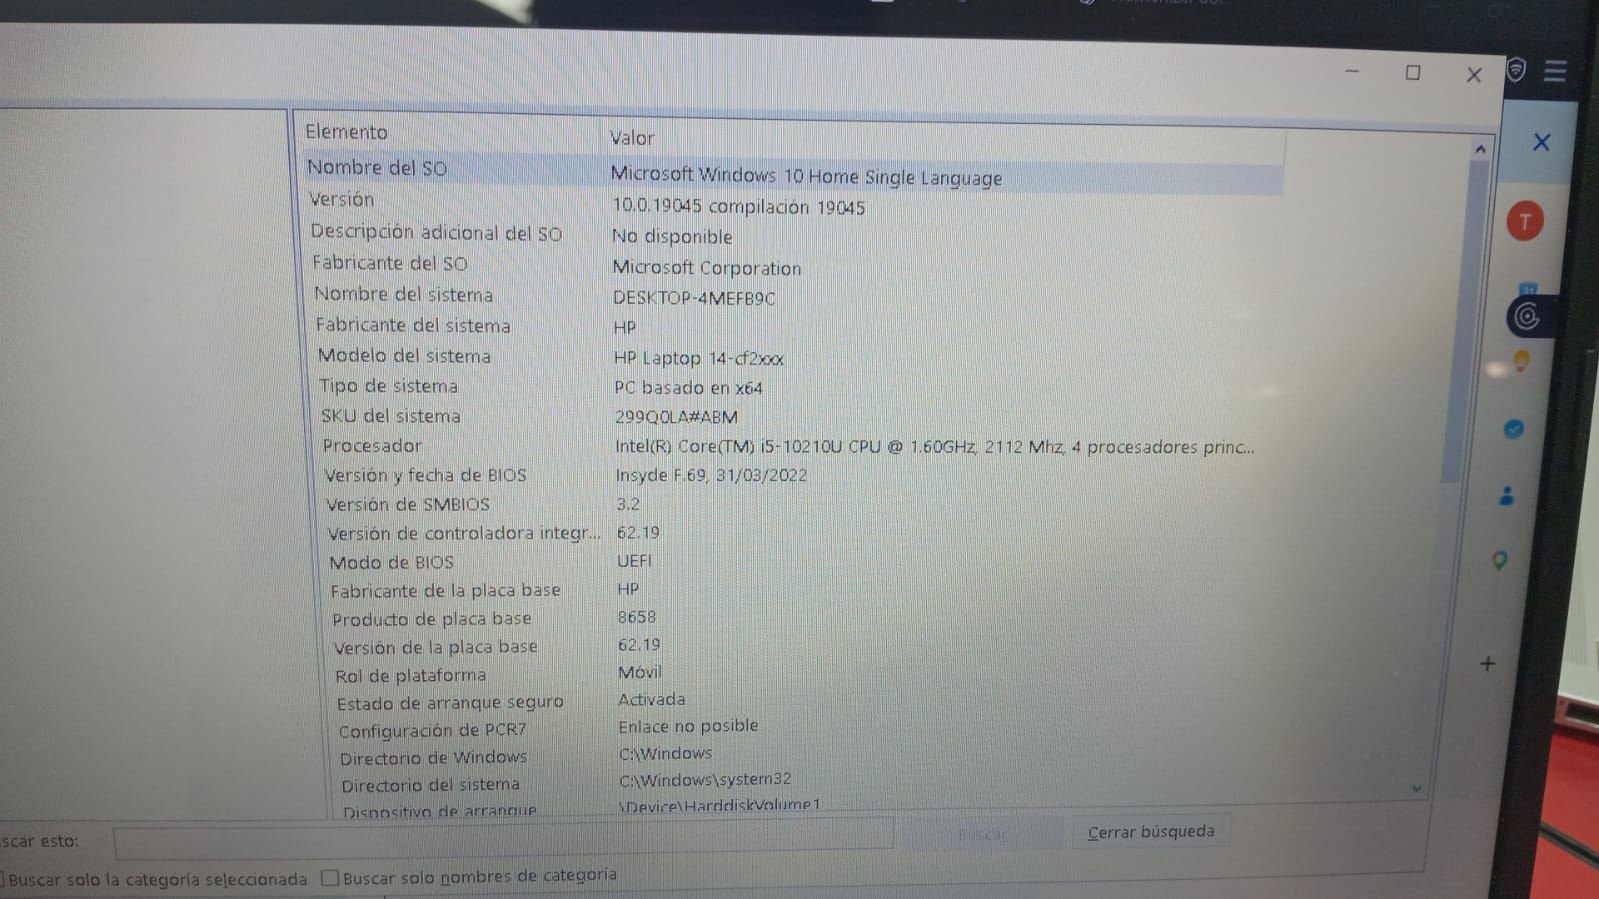 Elemento Valor
Nombre del SO Microsoft Windows 10 Home Single Language
Versión 10.0.19045 compilación 19045
Descripción adicional del SO No disponible
Fabricante del SO Microsoft Corporation
Nombre del sistema DESKTOP-4MEFB9C
Fabricante del sistema HP
Modelo del sistema HP Laptop 14-cf2xxx
Tipo de sistema PC basado en x64
SKU del sistema 299Q0LA#ABM
Procesador Intel(R) Core(TM) i5-10210U CPU @ 1.60GHz, 2112 Mhz, 4 procesadores princ...
Versión y fecha de BIOS Insyde F.69, 31/03/2022
Versión de SMBIOS 3.2
Versión de controladora integr... 62.19
Modo de BIOS UEFI
Fabricante de la placa base HP
Producto de placa base 8658
Versión de la placa base 62.19
Rol de plataforma Móvil
Estado de arranque seguro Activada
Configuración de PCR7 Enlace no posible
Directorio de Windows C:\Windows
Directorio del sistema C:\Windows\system32
Dispositivo de arranque \Device\HarddiskVolume1
scar esto: Buscar Cerrar búsqueda
Buscar solo la categoría seleccionada Buscar solo nombres de categoría
T
31